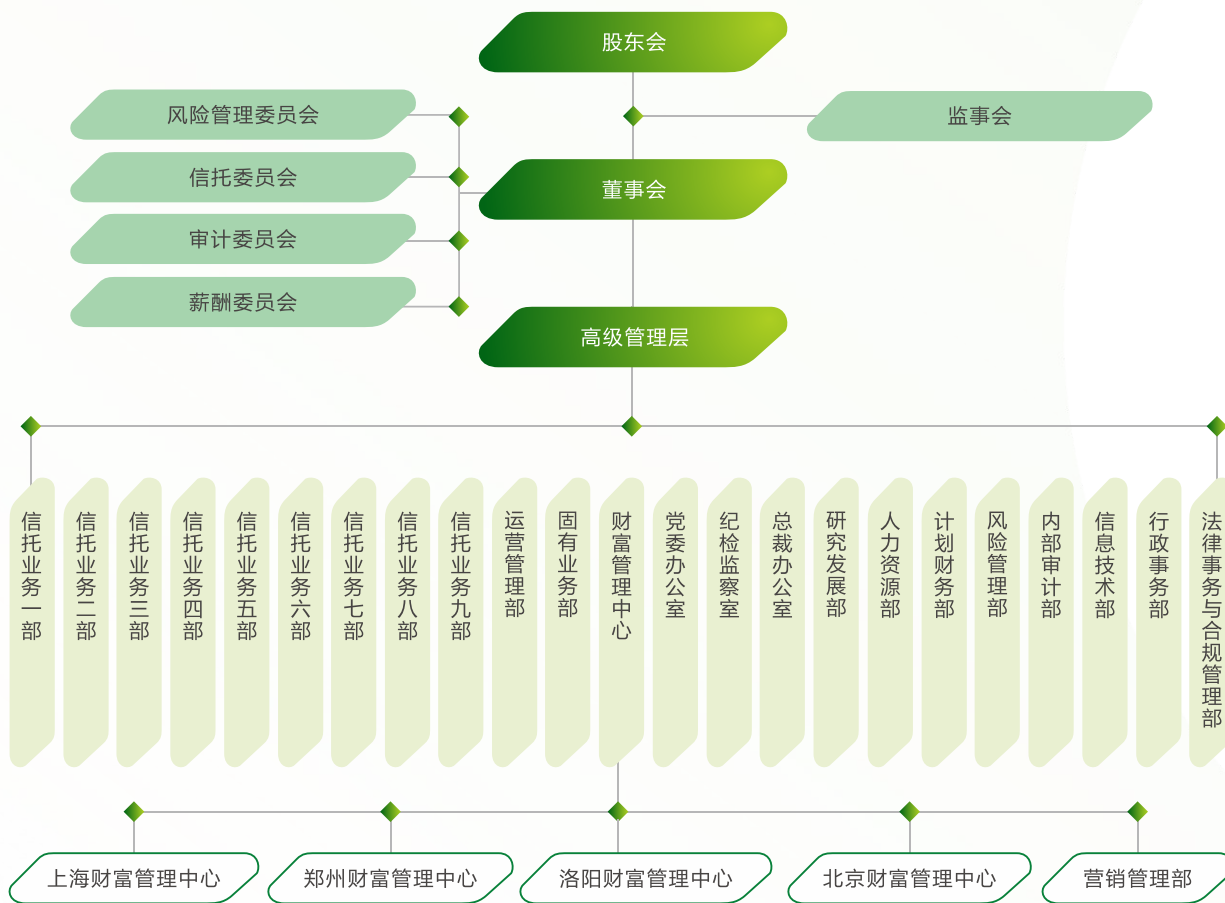 股东会
风险管理委员会
监事会
信托委员会
董事会
审计委员会
薪酬委员会
高级管理层
信托业务一部
信托业务二部
信托业务三部
信托业务四部
信托业务五部
信托业务六部
信托业务七部
信托业务八部
信托业务九部
运营管理部
固有业务部
财富管理中心
党委办公室
纪检监察室
总裁办公室
研究发展部
人力资源部
计划财务部
风险管理部
内部审计部
信息技术部
行政事务部
法律事务与合规管理部
上海财富管理中心
郑州财富管理中心
洛阳财富管理中心
北京财富管理中心
营销管理部